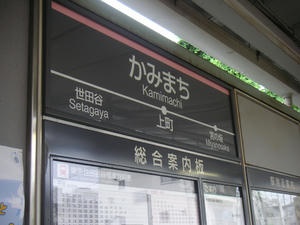 かみまち
Kamimachi
世田谷
Setagaya
上町
宮の坂
Miyanosaka
総合案内板